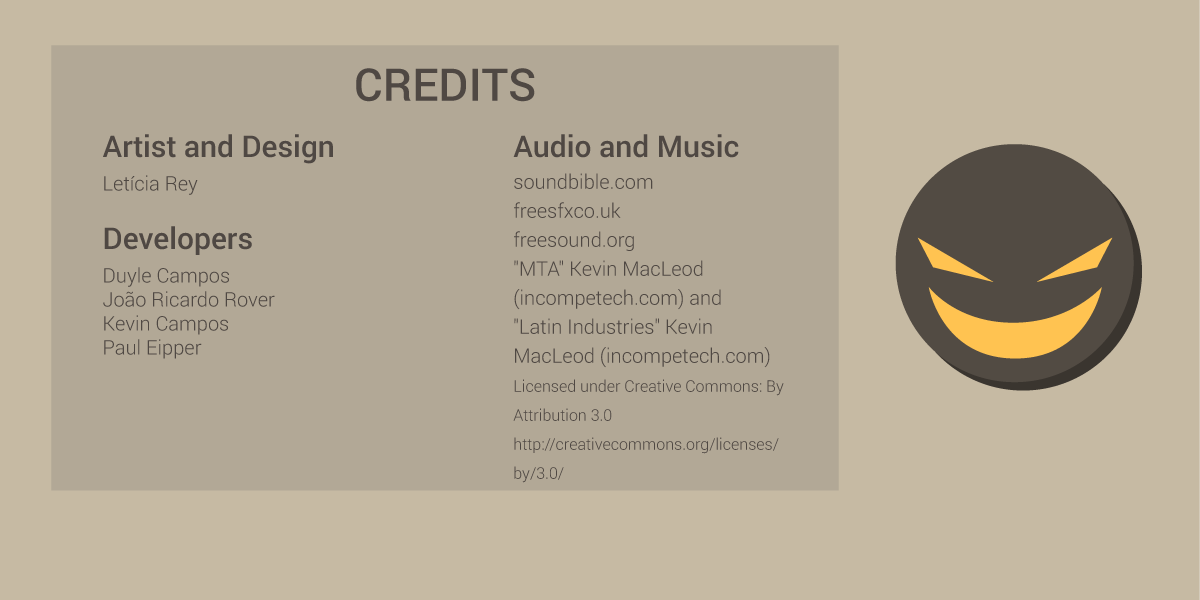 CREDITS
Artist and Design
Letícia Rey
Developers
Duyle Campos
João Ricardo Rover
Kevin Campos
Paul Eipper
Audio and Music
soundbible.com
freesfxco.uk
freesound.org
"MTA" Kevin MacLeod
(incompetech.com) and
"Latin Industries" Kevin
MacLeod (incompetech.com)
Licensed under Creative Commons: By
Attribution 3.0
http://creativecommons.org/licenses/
by/3.0/